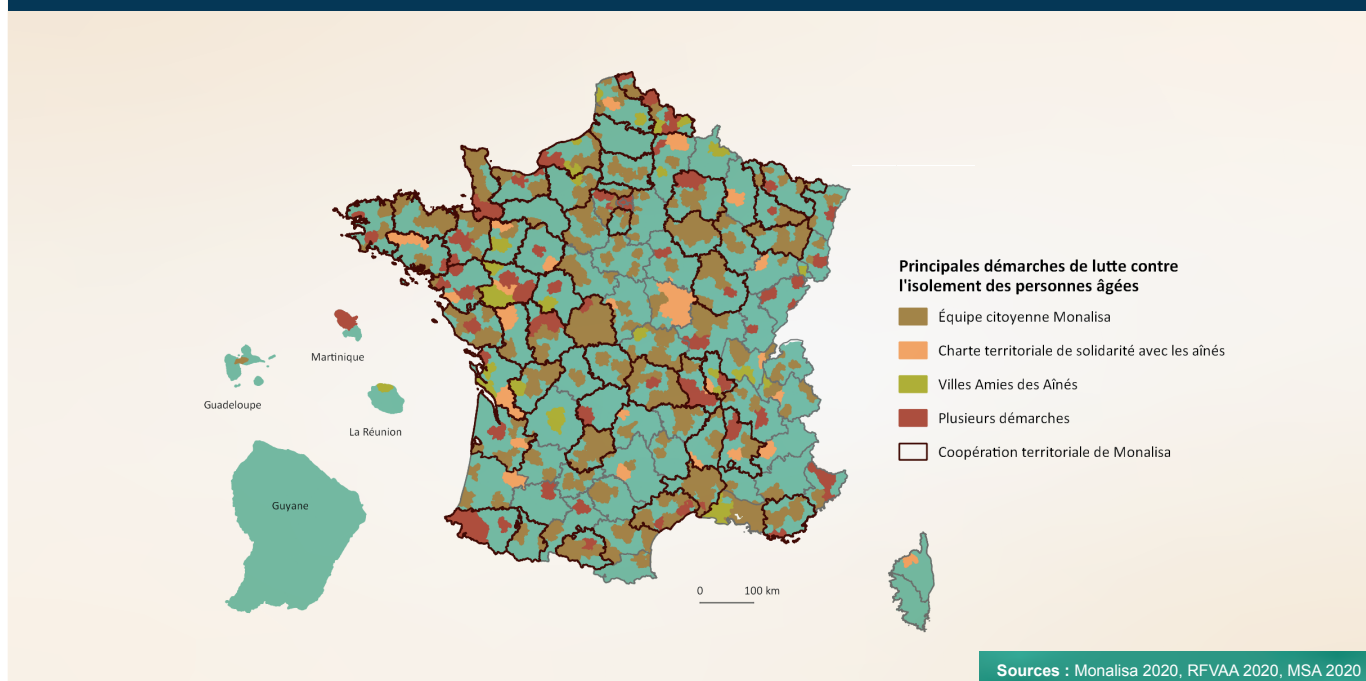 Principales démarches de lutte contre
l'isolement des personnes âgées
Équipe citoyenne Monalisa
Charte territoriale de solidarité avec les aînés
Villes Amies des Aînés
Plusieurs démarches
Coopération territoriale de Monalisa
Martinique
Guadeloupe
La Réunion
Guyane
0 100 km
Sources : Monalisa 2020, RFVAA 2020, MSA 2020